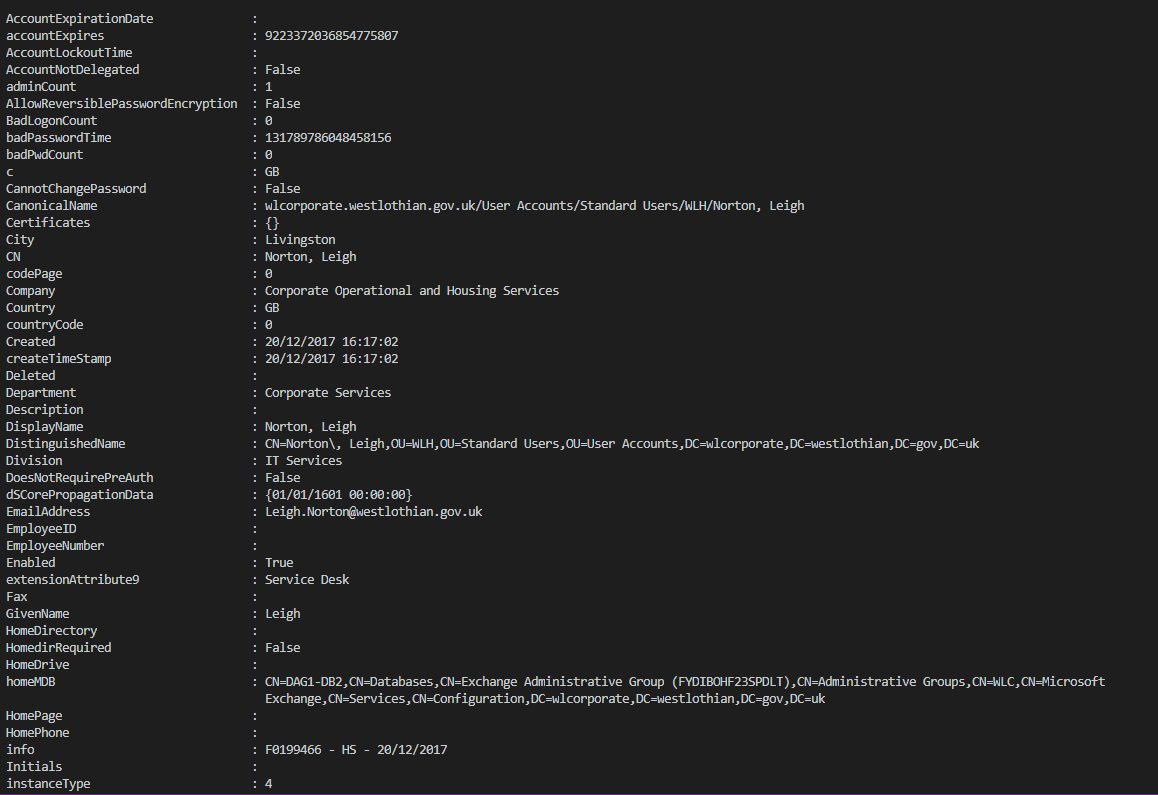 AccountExpirationDate :
accountExpires : 9223372036854775807
AccountLockoutTime :
AccountNotDelegated : False
adminCount : 1
AllowReversiblePasswordEncryption : False
BadLogonCount : 0
badPasswordTime : 131789786048458156
badPwdCount : 0
c : GB
CannotChangePassword : False
CanonicalName : wlcorporate.westlothian.gov.uk/User Accounts/Standard Users/WLH/Norton, Leigh
Certificates : {}
City : Livingston
CN : Norton, Leigh
codePage : 0
Company : Corporate Operational and Housing Services
Country : GB
countryCode : 0
Created : 20/12/2017 16:17:02
createTimeStamp : 20/12/2017 16:17:02
Deleted :
Department : Corporate Services
Description :
DisplayName : Norton, Leigh
DistinguishedName : CN=Norton\, Leigh,OU=WLH,OU=Standard Users,OU=User Accounts,DC=wlcorporate,DC=westlothian,DC=gov,DC=uk
Division : IT Services
DoesNotRequirePreAuth : False
dSCorePropagationData : {01/01/1601 00:00:00}
EmailAddress : Leigh.Norton@westlothian.gov.uk
EmployeeID :
EmployeeNumber :
Enabled : True
extensionAttribute9 : Service Desk
Fax :
GivenName : Leigh
HomeDirectory :
HomedirRequired : False
HomeDrive :
homeMDB : CN=DAG1-DB2,CN=Databases,CN=Exchange Administrative Group (FYDIBOHF23SPDLT),CN=Administrative Groups,CN=WLC,CN=Microsoft
Exchange,CN=Services,CN=Configuration,DC=wlcorporate,DC=westlothian,DC=gov,DC=uk
HomePage :
HomePhone :
info : F0199466 - HS - 20/12/2017
Initials :
instanceType : 4